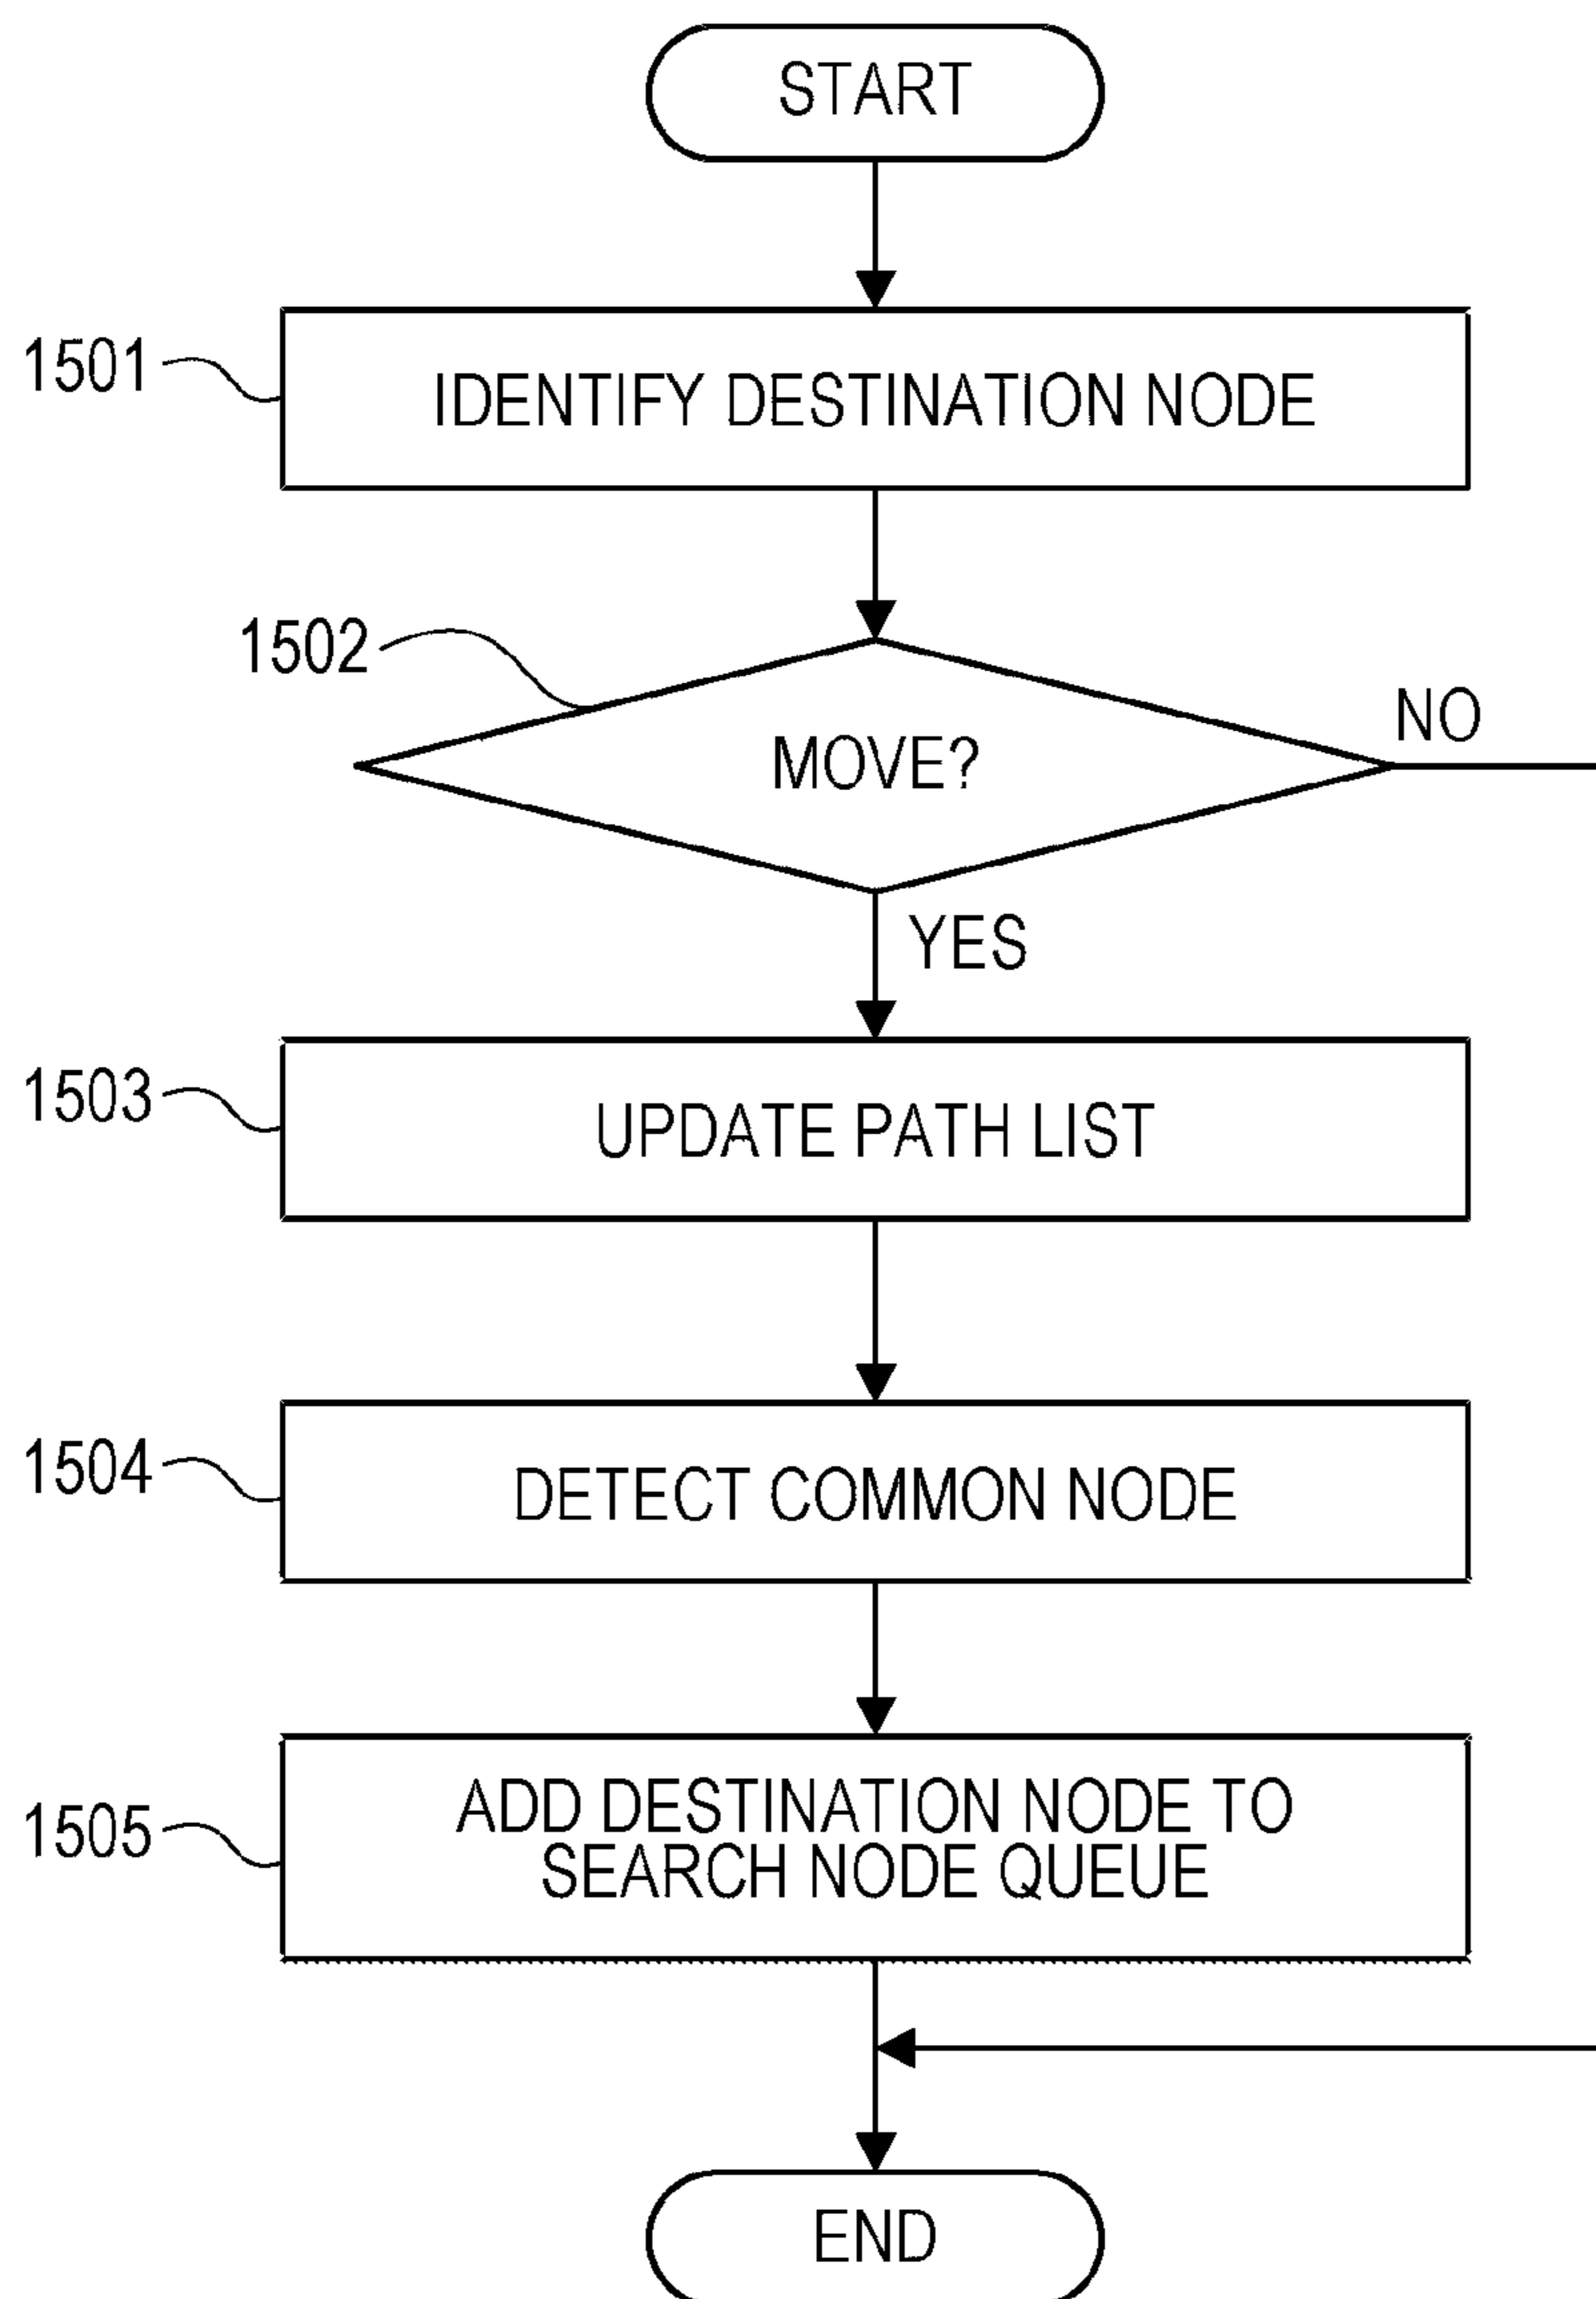 START
1501
IDENTIFY DESTINATION NODE
1502
MOVE?
NO
YES
1503
UPDATE PATH LIST
1504
DETECT COMMON NODE
1505
ADD DESTINATION NODE TO
SEARCH NODE QUEUE
END